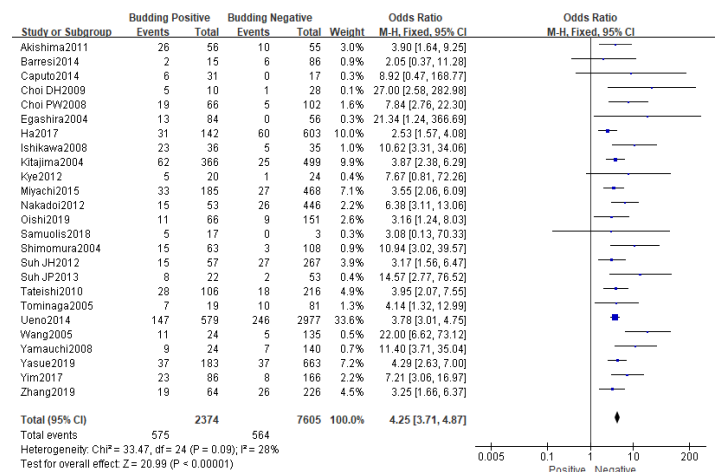 Budding Positive Budding Negative Odds Ratio Odds Ratio
Study or Subgroup Events Total Events Total Weight M-H, Fixed, 95% CI M-H, Fixed, 95% CI
Akishima2011 26 56 10 55 3.0% 3.90 [1.64, 9.25]
Barresi2014 2 15 6 86 0.9% 2.05 [0.37, 11.28]
Caputo2014 6 31 0 17 0.3% 8.92 [0.47, 168.77]
Choi DH2009 5 10 1 28 0.1% 27.00 [2.58, 282.98]
Choi PW2008 19 66 5 102 1.6% 7.84 [2.76, 22.30]
Egashira2004 13 84 0 56 0.3% 21.34 [1.24, 366.69]
Ha2017 31 142 60 603 10.0% 2.53 [1.57, 4.08]
Ishikawa2008 23 36 5 35 1.0% 10.62 [3.31, 34.06]
Kitajima2004 62 366 25 499 9.8% 3.87 [2.38, 6.29]
Kye2012 5 20 1 24 0.4% 7.67 [0.81, 72.26]
Miyachi2015 33 185 27 468 7.0% 3.55 [2.06, 6.09]
Nakadoi2012 15 53 26 446 2.2% 6.38 [3.11, 13.06]
Oishi2019 11 66 9 151 2.4% 3.16 [1.24, 8.03]
Samuolis2018 5 17 0 3 0.3% 3.08 [0.13, 70.33]
Shimomura2004 15 63 3 108 0.9% 10.94 [3.02, 39.57]
Suh JH2012 15 57 27 267 3.7% 3.17 [1.56, 6.47]
Suh JP2013 8 22 2 53 0.4% 14.57 [2.77, 76.52]
Tateishi2010 28 106 18 216 4.4% 3.95 [2.07, 7.55]
Tominaga2005 7 19 10 81 1.2% 4.14 [1.32, 12.99]
Ueno2014 147 579 246 2977 33.6% 3.78 [3.01, 4.75]
Wang2005 11 24 5 135 0.4% 22.00 [6.62, 73.12]
Yamauchi2008 9 24 7 140 0.7% 11.40 [3.71, 35.04]
Yasue2019 37 183 37 663 6.5% 4.29 [2.63, 7.00]
Yim2017 23 86 8 166 2.0% 7.21 [3.06, 16.97]
Zhang2019 19 64 26 226 4.1% 3.25 [1.66, 6.37]
Total (95% CI) 2374 7605 100.0% 4.25 [3.71, 4.87]
Total events 575 564
Heterogeneity: Chi² = 33.47, df = 24 (P = 0.09); I² = 28%
Test for overall effect: Z = 20.99 (P < 0.00001)
0.005 0.1 1 10 200
Positive Negative